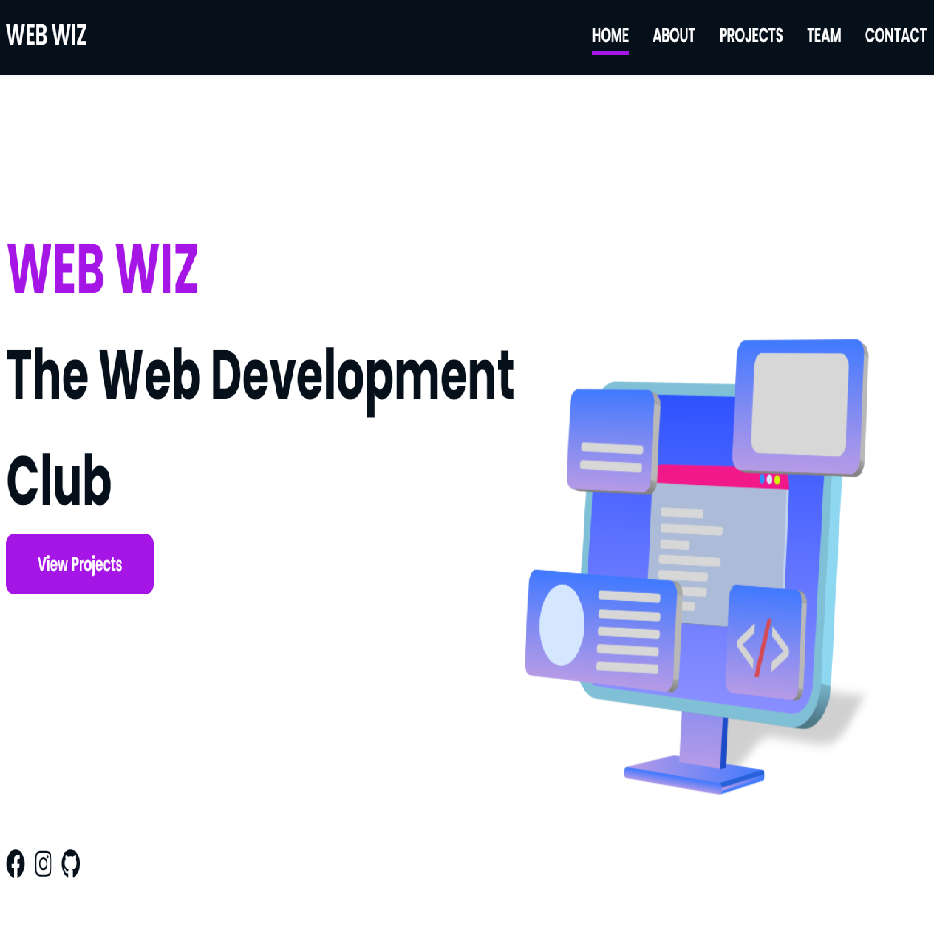 WEB WIZ
HOME ABOUT PROJECTS TEAM CONTACT
WEB WIZ
The Web Development
Club
View Projects